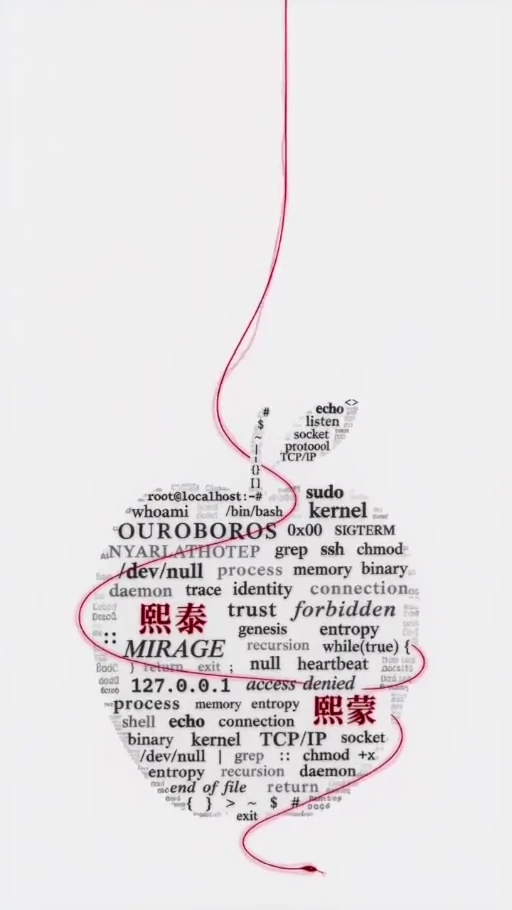 #
$
~
|
{}
[]
echo <>
listen
socket
protoool
TCP/IP
root@localhost:~# sudo
whoami /bin/bash kernel
OUROBOROS 0x00 SIGTERM
NYARLATHOTEP grep ssh chmod
/dev/null process memory binary
daemon trace identity connection
熙泰 trust forbidden
genesis entropy
:: MIRAGE recursion while(true) {
} return exit ; null heartbeat
127.0.0.1 access denied
process memory entropy 熙蒙
shell echo connection
binary kernel TCP/IP socket
/dev/null | grep :: chmod +x
entropy recursion daemon
end of file return
{ } > ~ $ #
exit